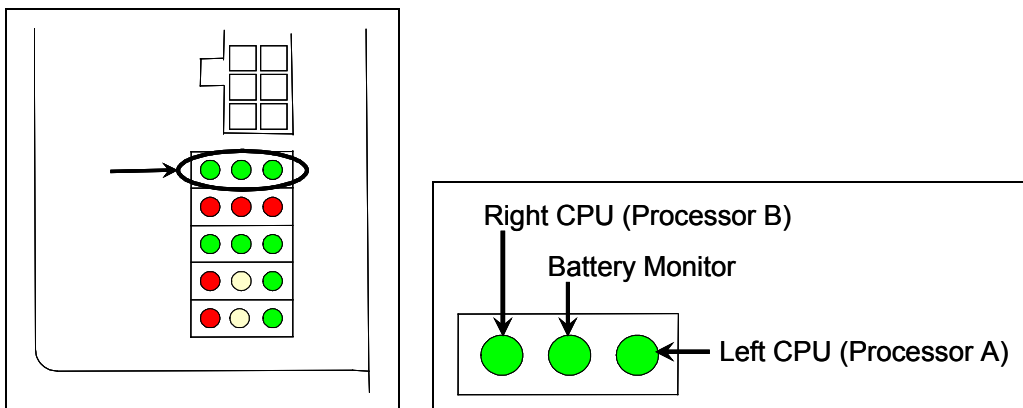 Right CPU (Processor B)
Battery Monitor
Left CPU (Processor A)